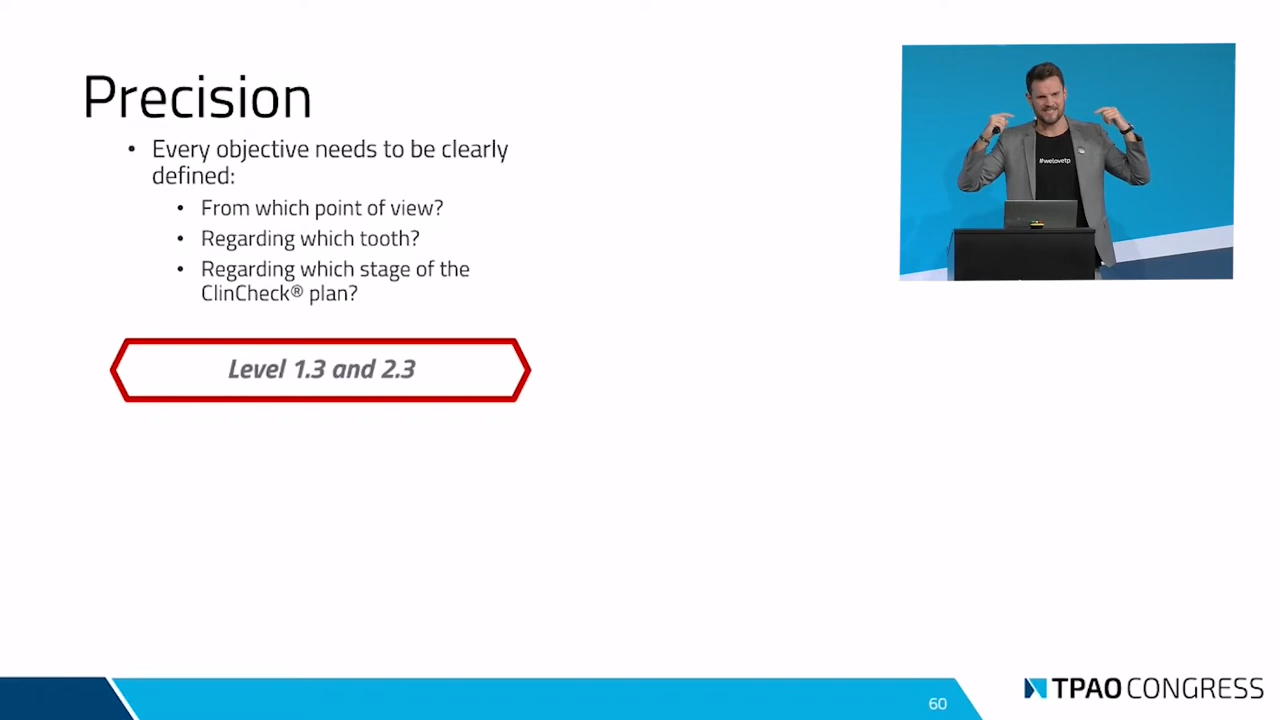 Precision
• Every objective needs to be clearly
defined:
• From which point of view?
• Regarding which tooth?
• Regarding which stage of the
ClinCheck® plan?
Level 1.3 and 2.3
#welovetp
60
TPAO CONGRESS